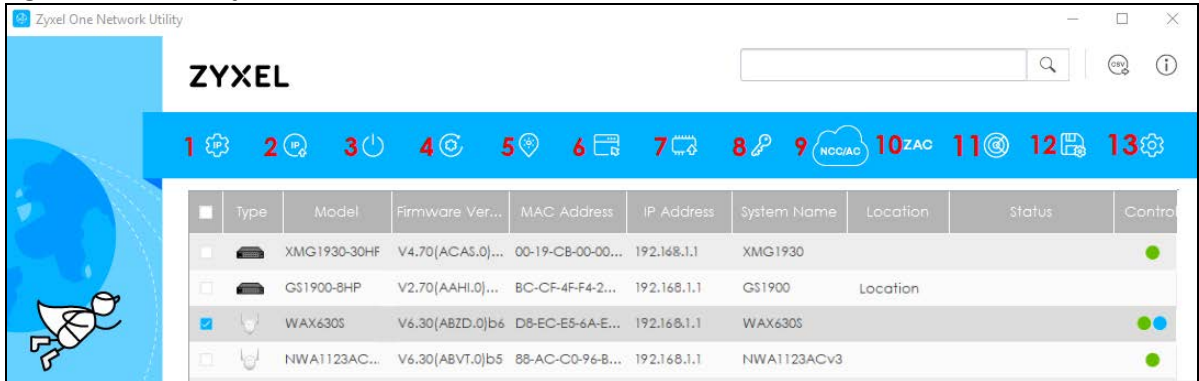 Zyxel One Network Utility
ZYXEL
CSV
1 IP 2 IP 3 4 5 6 7 8 9 NCC/AC 10 ZAC 11 12 13
Type Model Firmware Ver... MAC Address IP Address System Name Location Status Control
XMG1930-30HP V4.70(ACAS.0)... 00-19-CB-00-00... 192.168.1.1 XMG1930
GS1900-8HP V2.70(AAHI.0)... BC-CF-4F-F4-2... 192.168.1.1 GS1900 Location
WAX630S V6.30(ABZD.0)b6 D8-EC-E5-6A-E... 192.168.1.1 WAX630S
NWA1123AC... V6.30(ABVT.0)b5 88-AC-C0-96-B... 192.168.1.1 NWA1123ACv3